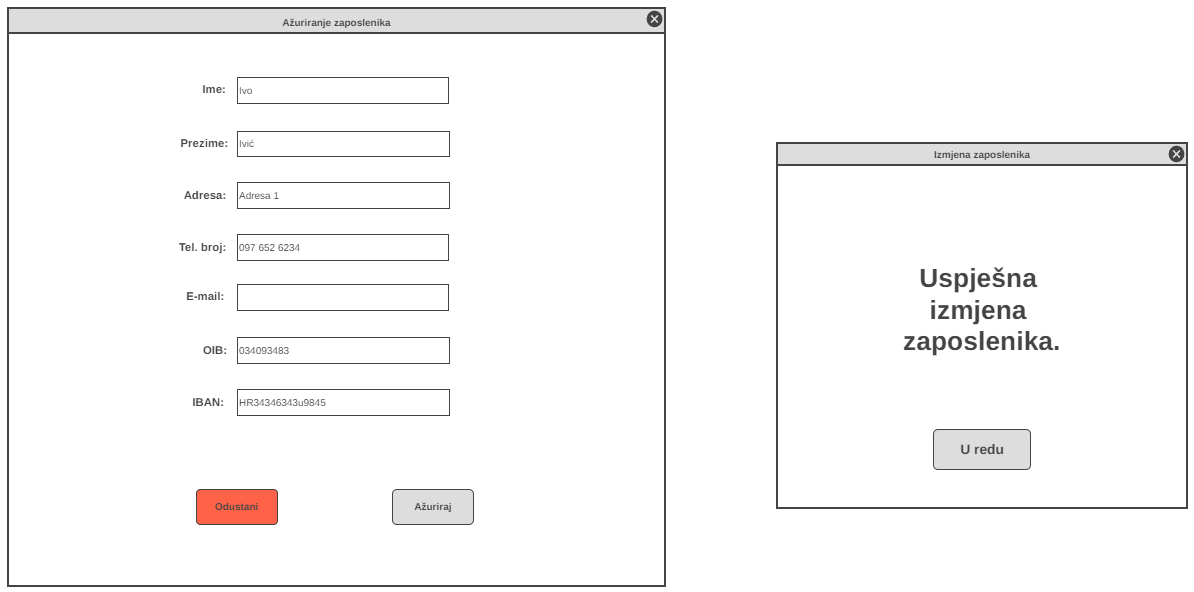 Ažuriranje zaposlenika
Ime: Ivo
Prezime: Ivić
Adresa: Adresa 1
Tel. broj: 097 652 6234
E-mail:
OIB: 034093483
IBAN: HR34346343u9845
Odustani Ažuriraj
Izmjena zaposlenika
Uspješna
izmjena
zaposlenika.
U redu